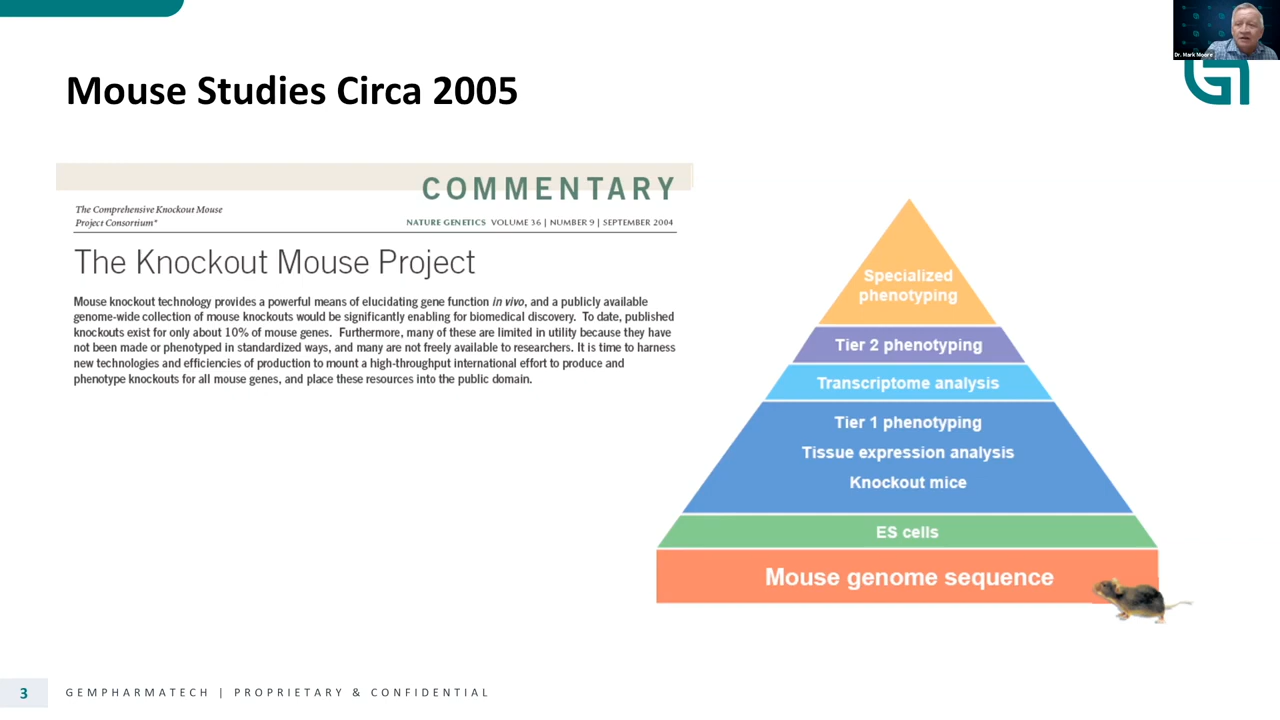 Dr. Mark Moore
Mouse Studies Circa 2005
COMMENTARY
The Comprehensive Knockout Mouse
Project Consortium*
NATURE GENETICS VOLUME 36 | NUMBER 9 | SEPTEMBER 2004
The Knockout Mouse Project
Mouse knockout technology provides a powerful means of elucidating gene function in vivo, and a publicly available
genome-wide collection of mouse knockouts would be significantly enabling for biomedical discovery. To date, published
knockouts exist for only about 10% of mouse genes. Furthermore, many of these are limited in utility because they have
not been made or phenotyped in standardized ways, and many are not freely available to researchers. It is time to harness
new technologies and efficiencies of production to mount a high-throughput international effort to produce and
phenotype knockouts for all mouse genes, and place these resources into the public domain.
Specialized
phenotyping
Tier 2 phenotyping
Transcriptome analysis
Tier 1 phenotyping
Tissue expression analysis
Knockout mice
ES cells
Mouse genome sequence
3
GEMPHARMATECH | PROPRIETARY & CONFIDENTIAL